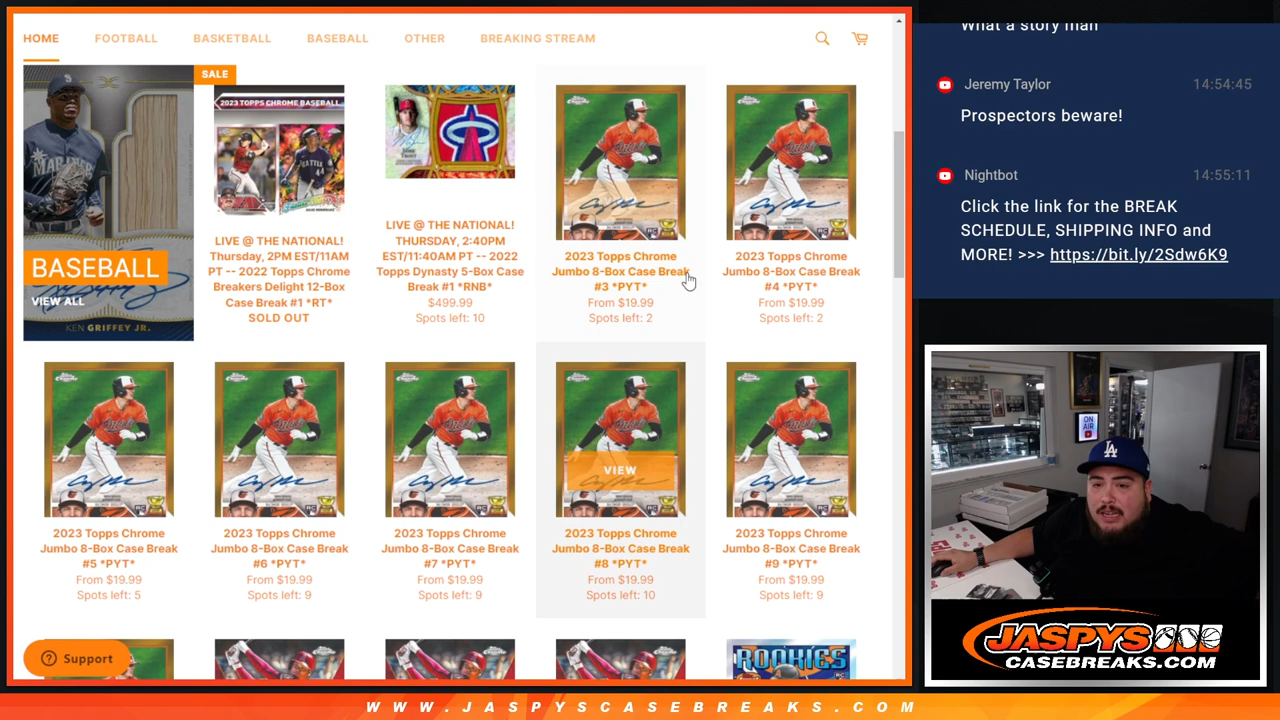 HOME
FOOTBALL
BASKETBALL
BASEBALL
OTHER
BREAKING STREAM
SALE
BASEBALL
VIEW ALL
KEN GRIFFEY JR.
2023 TOPPS CHROME BASEBALL
LIVE @ THE NATIONAL!
Thursday, 2PM EST/11AM
PT -- 2022 Topps Chrome
Breakers Delight 12-Box
Case Break #1 *RT*
SOLD OUT
LIVE @ THE NATIONAL!
THURSDAY, 2:40PM
EST/11:40AM PT -- 2022
Topps Dynasty 5-Box Case
Break #1 *RNB*
$499.99
Spots left: 10
2023 Topps Chrome
Jumbo 8-Box Case Break
#3 *PYT*
From $19.99
Spots left: 2
2023 Topps Chrome
Jumbo 8-Box Case Break
#4 *PYT*
From $19.99
Spots left: 2
2023 Topps Chrome
Jumbo 8-Box Case Break
#5 *PYT*
From $19.99
Spots left: 5
2023 Topps Chrome
Jumbo 8-Box Case Break
#6 *PYT*
From $19.99
Spots left: 9
2023 Topps Chrome
Jumbo 8-Box Case Break
#7 *PYT*
From $19.99
Spots left: 9
VIEW
2023 Topps Chrome
Jumbo 8-Box Case Break
#8 *PYT*
From $19.99
Spots left: 10
2023 Topps Chrome
Jumbo 8-Box Case Break
#9 *PYT*
From $19.99
Spots left: 9
ROOKIES
Support
What a story man
Jeremy Taylor 14:54:45
Prospectors beware!
Nightbot 14:55:11
Click the link for the BREAK
SCHEDULE, SHIPPING INFO and
MORE! >>> https://bit.ly/2Sdw6K9
ON
AIR
LA
JASPYS
CASEBREAKS.COM
WWW.JASPYSCASEBREAKS.COM